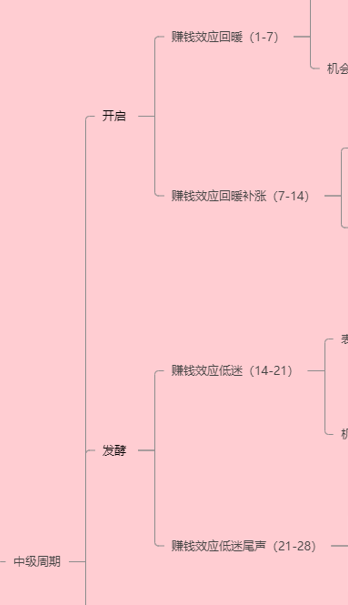 赚钱效应回暖（1-7）
机会
开启
赚钱效应回暖补涨（7-14）
赚钱效应低迷（14-21）
发酵
赚钱效应低迷尾声（21-28）
中级周期